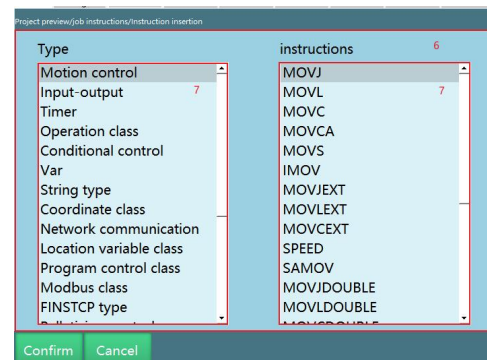 Project preview/job instructions/Instruction insertion
Type
instructions
6
Motion control
MOVJ
Input-output
7
MOVL
7
Timer
MOVC
Operation class
MOVCA
Conditional control
MOVS
Var
IMOV
String type
MOVJEXT
Coordinate class
MOVLEXT
Network communication
MOVCEXT
Location variable class
SPEED
Program control class
SAMOV
Modbus class
MOVJDOUBLE
FINSTCP type
MOVLDOUBLE
Confirm
Cancel